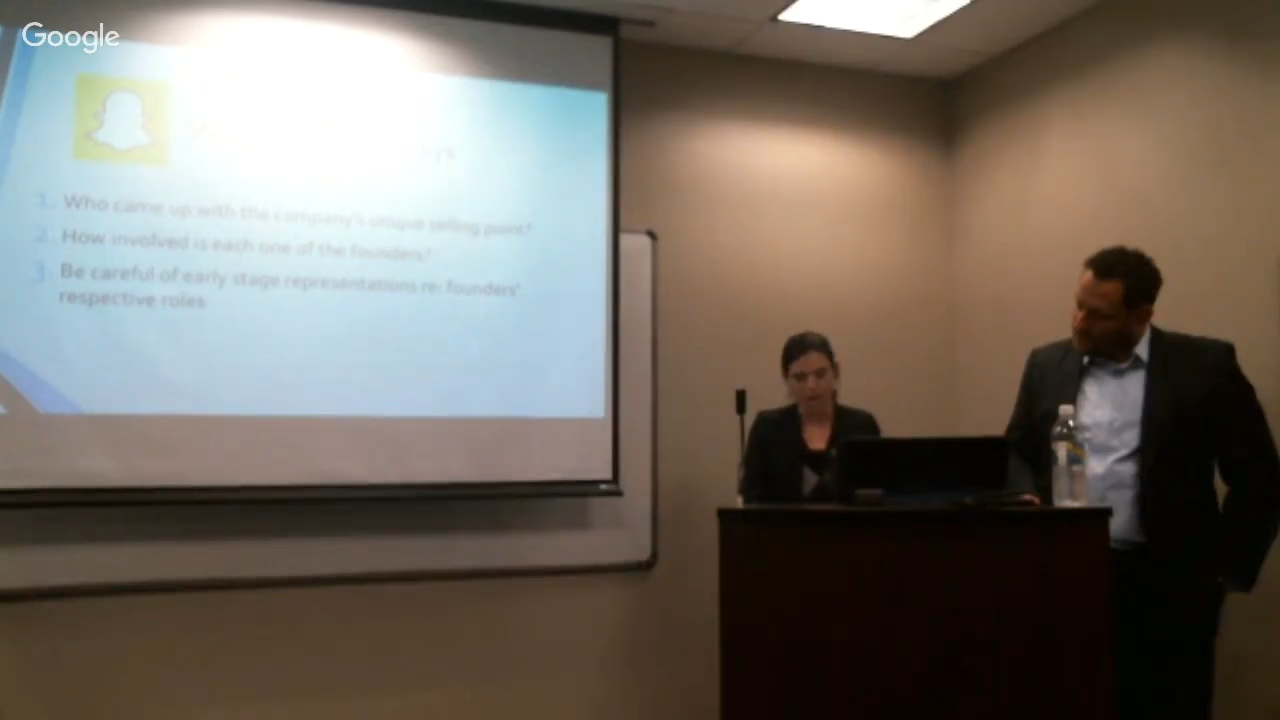 Google
1. Who came up with the company's unique selling point?
2. How involved is each one of the founders?
3. Be careful of early stage representations re: founders'
respective roles